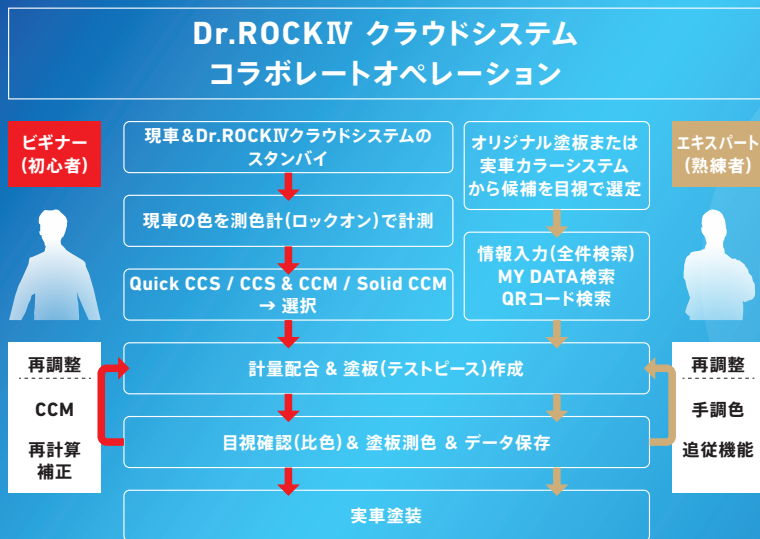 Dr.ROCKⅣ クラウドシステム
コラボレートオペレーション
ビギナー
(初心者)
現車&Dr.ROCKⅣクラウドシステムの
スタンバイ
現車の色を測色計(ロックオン)で計測
Quick CCS / CCS & CCM / Solid CCM
→ 選択
オリジナル塗板または
実車カラーシステム
から候補を目視で選定
情報入力(全件検索)
MY DATA検索
QRコード検索
エキスパート
(熟練者)
計量配合 & 塗板(テストピース)作成
目視確認(比色) & 塗板測色 & データ保存
実車塗装
再調整
CCM
再計算
補正
再調整
手調色
追従機能